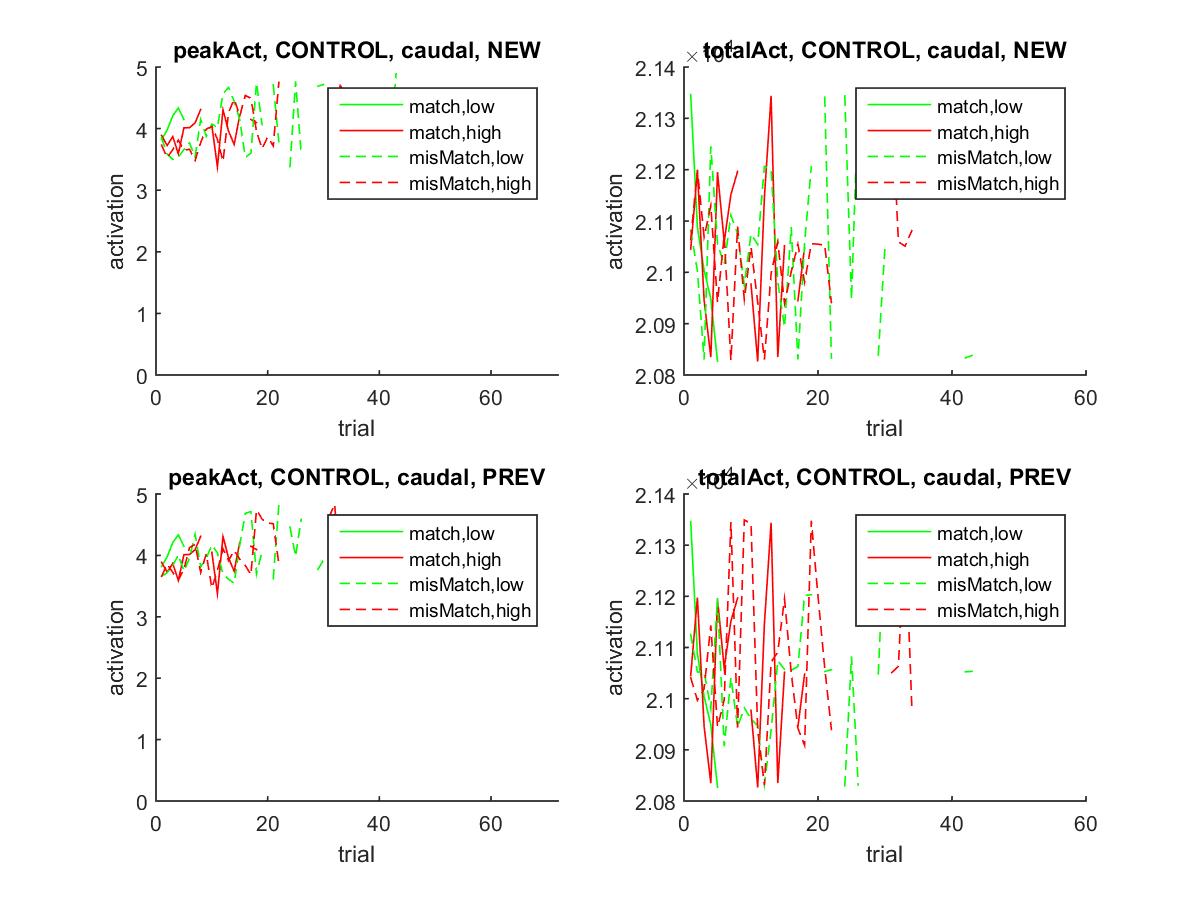 peakAct, CONTROL, caudal, NEW
5
4
3
2
1
0
activation
0 20 40 60
trial
match,low
match,high
misMatch,low
misMatch,high
totalAct, CONTROL, caudal, NEW
2.14
2.13
2.12
2.11
2.1
2.09
2.08
activation
0 20 40 60
trial
match,low
match,high
misMatch,low
misMatch,high
peakAct, CONTROL, caudal, PREV
5
4
3
2
1
0
activation
0 20 40 60
trial
match,low
match,high
misMatch,low
misMatch,high
totalAct, CONTROL, caudal, PREV
2.14
2.13
2.12
2.11
2.1
2.09
2.08
activation
0 20 40 60
trial
match,low
match,high
misMatch,low
misMatch,high